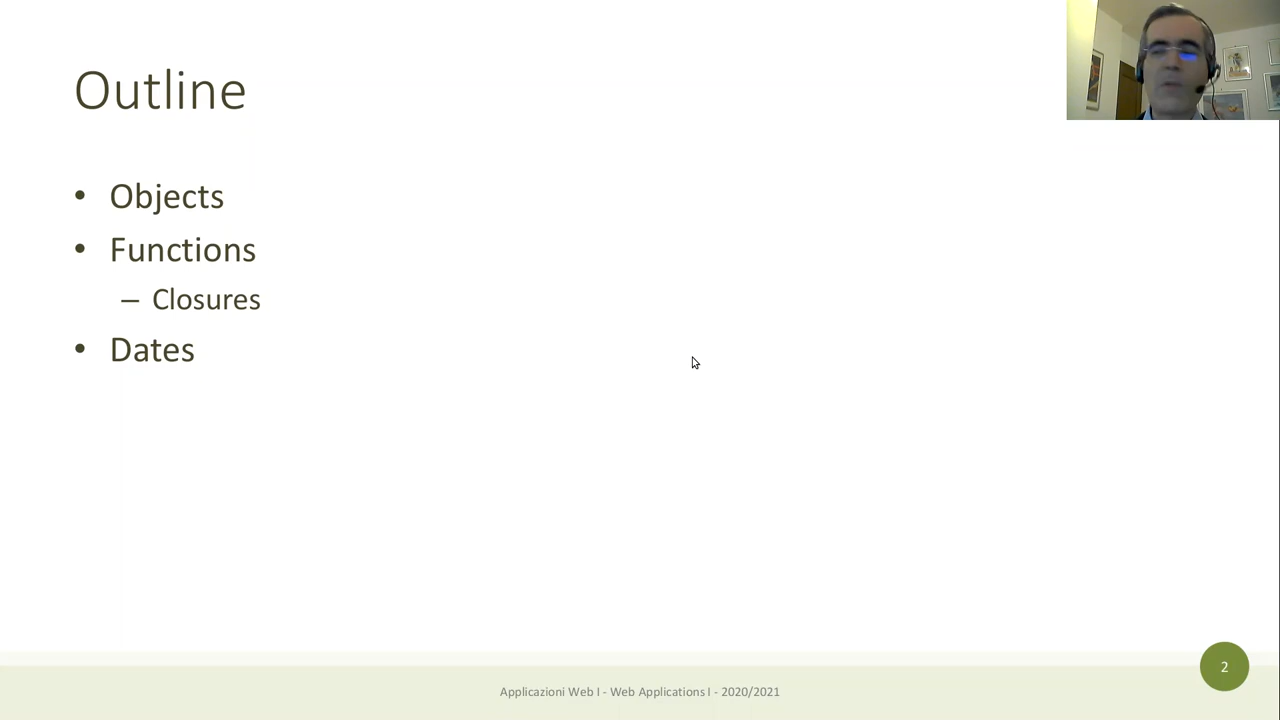 Outline
• Objects
• Functions
– Closures
• Dates
Applicazioni Web I - Web Applications I - 2020/2021
2